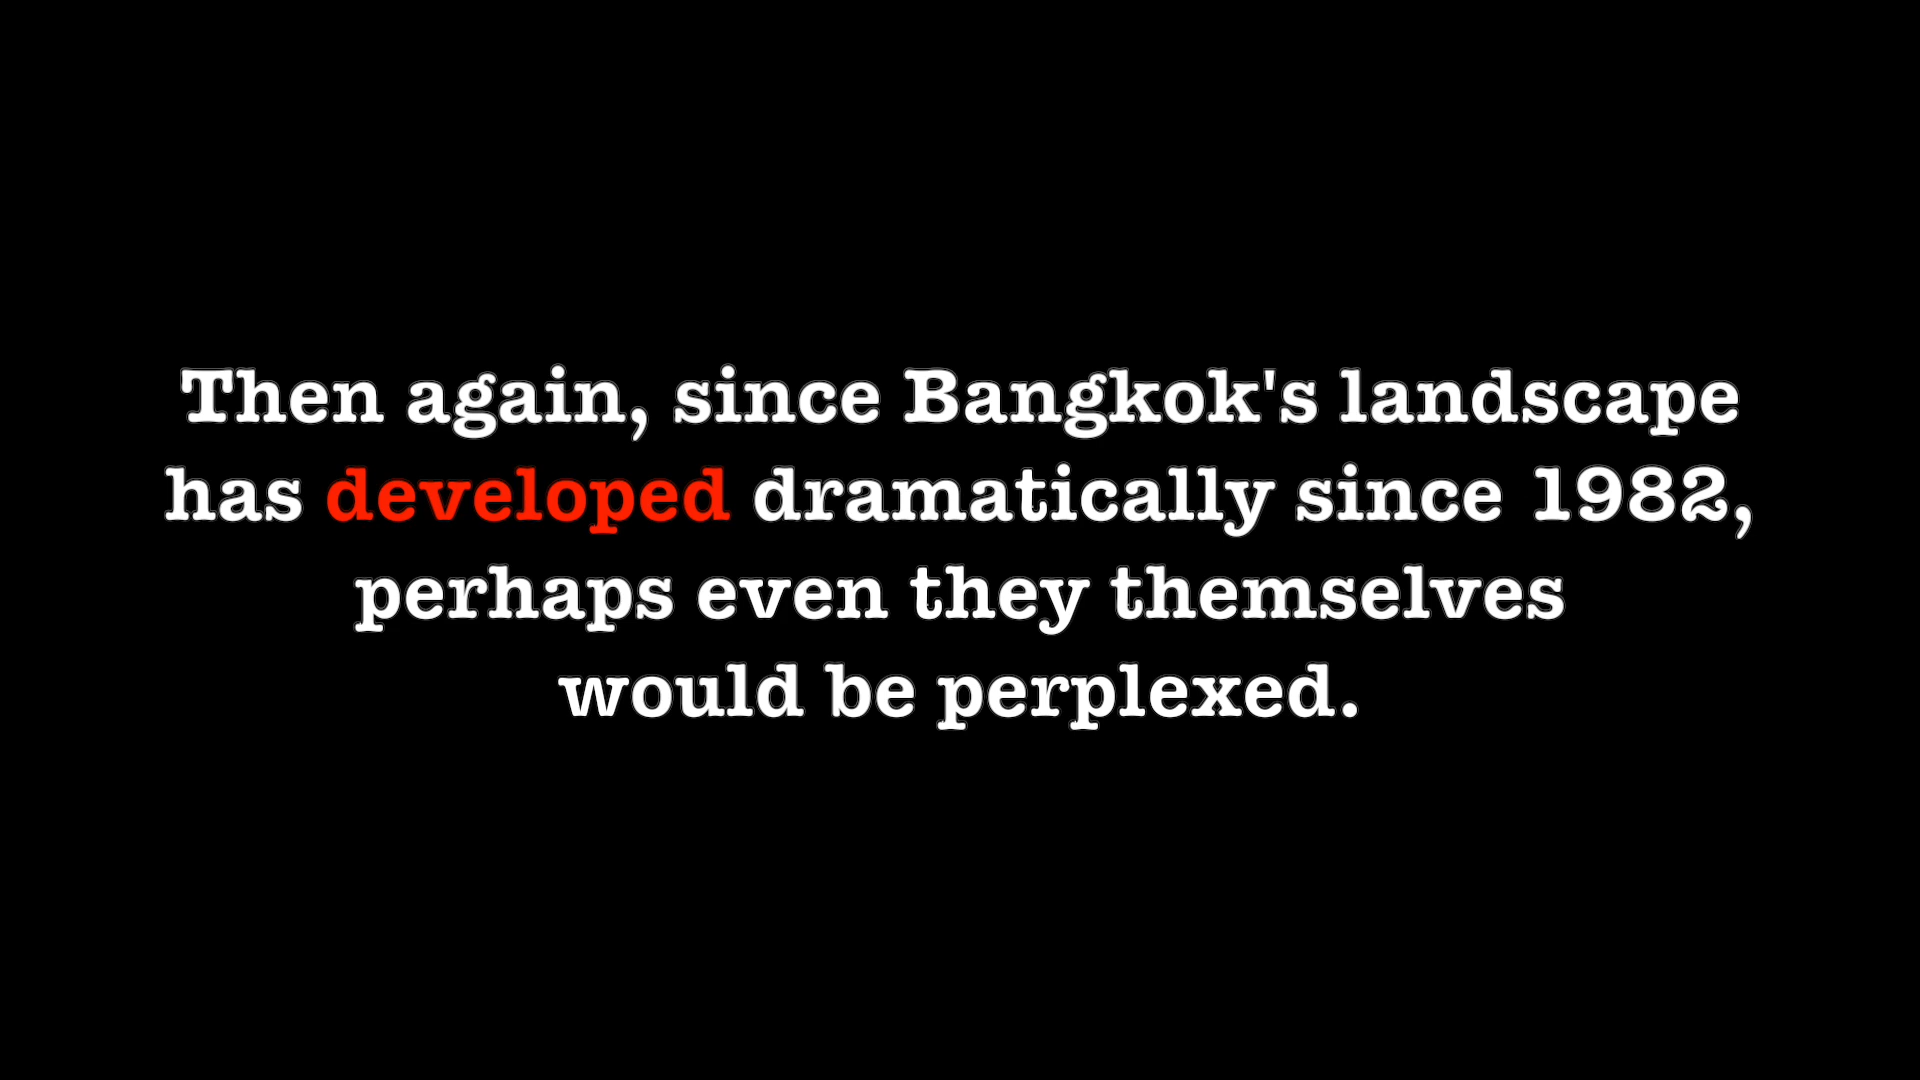 Then again, since Bangkok's landscape
has developed dramatically since 1982,
perhaps even they themselves
would be perplexed.